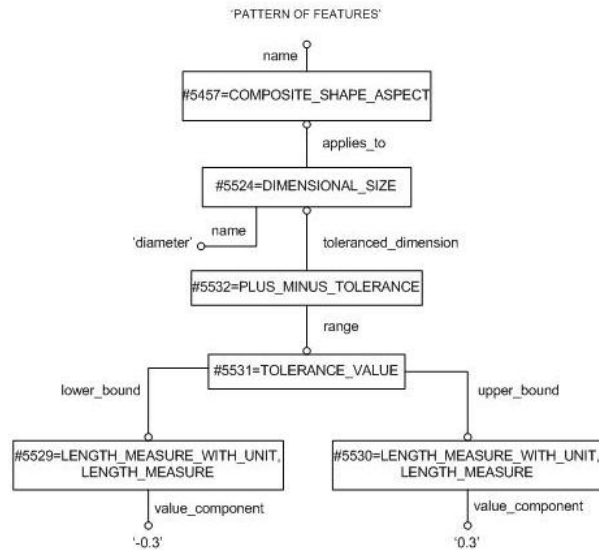 'PATTERN OF FEATURES'
name
#5457=COMPOSITE_SHAPE_ASPECT
applies_to
#5524=DIMENSIONAL_SIZE
name
'diameter'
toleranced_dimension
#5532=PLUS_MINUS_TOLERANCE
range
#5531=TOLERANCE_VALUE
lower_bound
upper_bound
#5529=LENGTH_MEASURE_WITH_UNIT,
LENGTH_MEASURE
#5530=LENGTH_MEASURE_WITH_UNIT,
LENGTH_MEASURE
value_component
value_component
'-0.3'
'0.3'